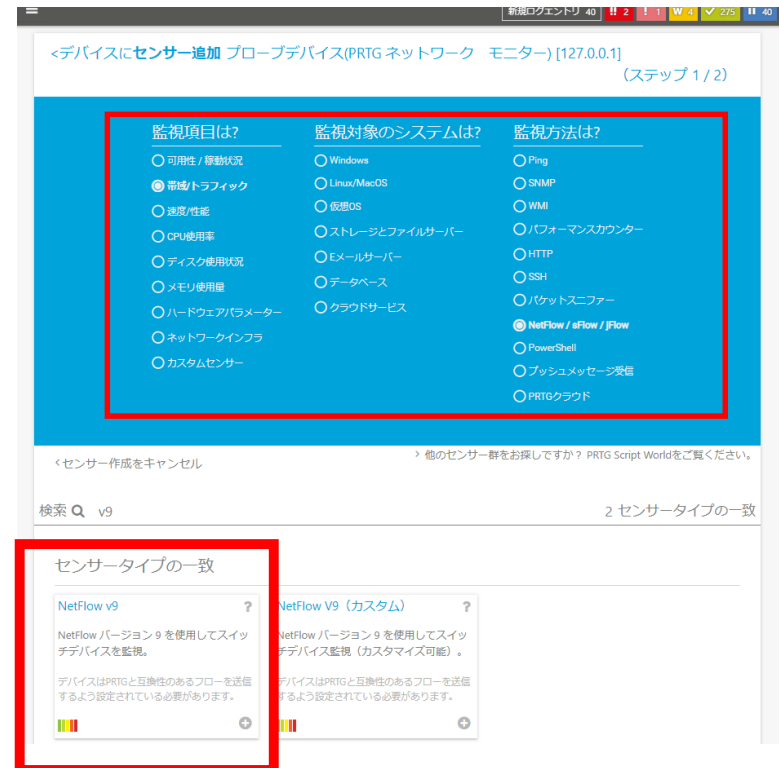 新規ログエントリ 40 !! 2 ! 1 W 4 275 II 40
<デバイスにセンサー追加 プローブデバイス(PRTG ネットワーク　モニター) [127.0.0.1]
（ステップ 1 / 2）
監視項目は?
可用性 / 稼動状況
帯域/トラフィック
速度/性能
CPU使用率
ディスク使用状況
メモリ使用量
ハードウェアパラメーター
ネットワークインフラ
カスタムセンサー
監視対象のシステムは?
Windows
Linux/MacOS
仮想OS
ストレージとファイルサーバー
Eメールサーバー
データベース
クラウドサービス
監視方法は?
Ping
SNMP
WMI
パフォーマンスカウンター
HTTP
SSH
パケットスニファー
NetFlow / sFlow / jFlow
PowerShell
プッシュメッセージ受信
PRTGクラウド
<センサー作成をキャンセル
> 他のセンサー群をお探しですか？ PRTG Script Worldをご覧ください。
検索 v9
2 センサータイプの一致
センサータイプの一致
NetFlow v9 ?
NetFlow バージョン 9 を使用してスイッ
チデバイスを監視。
デバイスはPRTGと互換性のあるフローを送信
するよう設定されている必要があります。
NetFlow V9（カスタム） ?
NetFlow バージョン 9 を使用してスイッ
チデバイス監視（カスタマイズ可能）。
デバイスはPRTGと互換性のあるフローを送信
するよう設定されている必要があります。